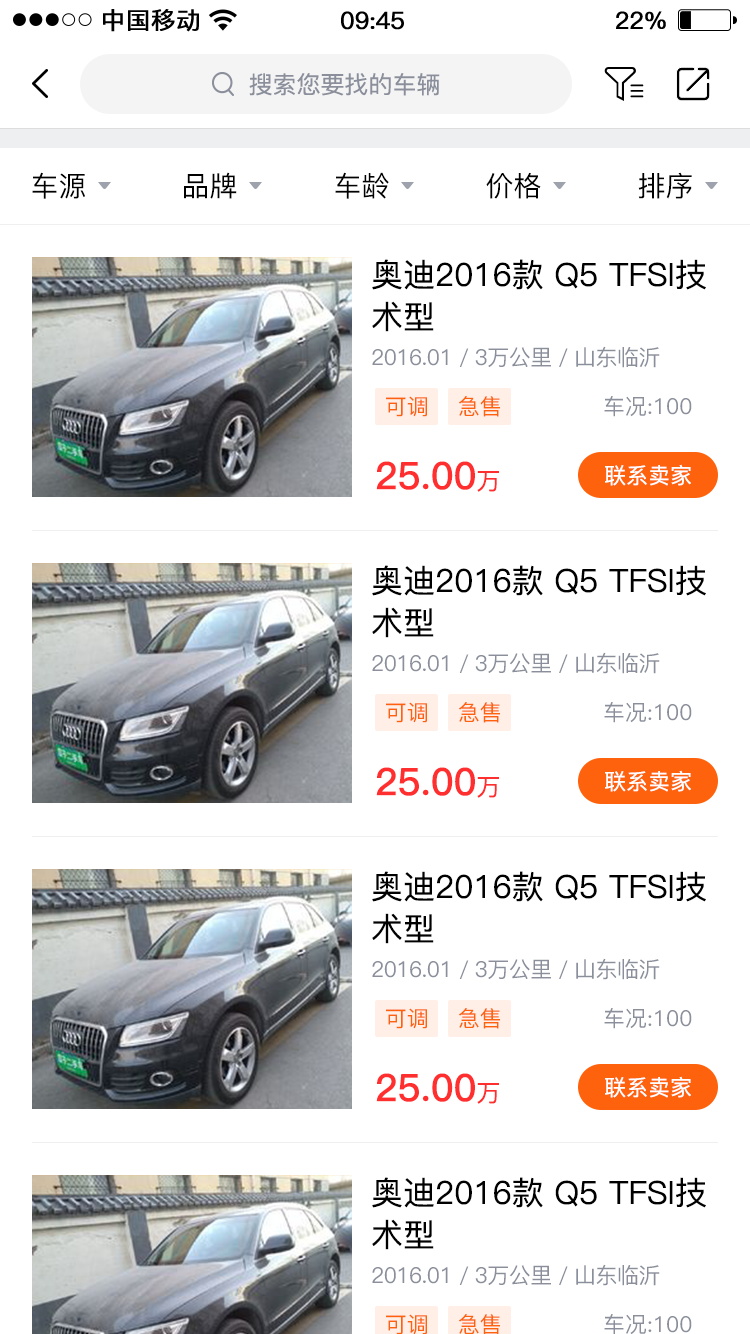 中国移动 09:45 22%
搜索您要找的车辆
车源 品牌 车龄 价格 排序
奥迪2016款 Q5 TFSI技
术型
2016.01 / 3万公里 / 山东临沂
可调 急售 车况:100
25.00万 联系卖家
奥迪2016款 Q5 TFSI技
术型
2016.01 / 3万公里 / 山东临沂
可调 急售 车况:100
25.00万 联系卖家
奥迪2016款 Q5 TFSI技
术型
2016.01 / 3万公里 / 山东临沂
可调 急售 车况:100
25.00万 联系卖家
奥迪2016款 Q5 TFSI技
术型
2016.01 / 3万公里 / 山东临沂
可调 急售 车况:100